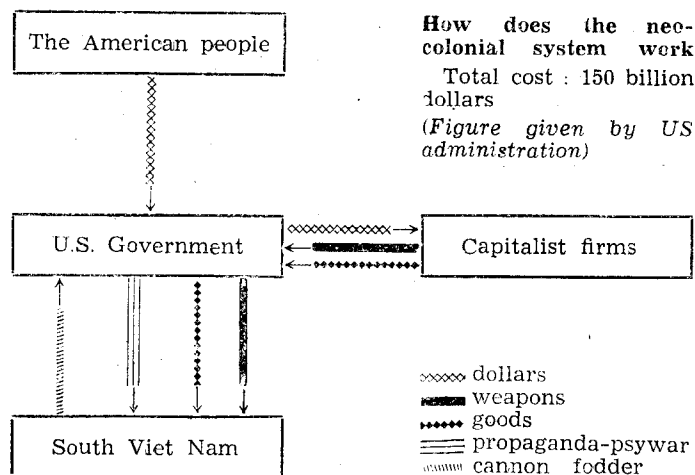 The American people
How does the neo-
colonial system work
Total cost : 150 billion
dollars
(Figure given by US
administration)
U.S. Government
Capitalist firms
South Viet Nam
dollars
weapons
goods
propaganda-psywar
cannon fodder